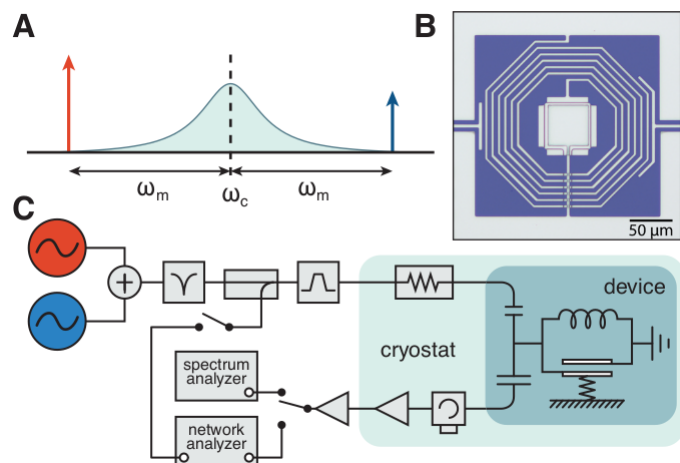 A
B
ω_m
ω_c
ω_m
50 μm
C
device
cryostat
spectrum
analyzer
network
analyzer